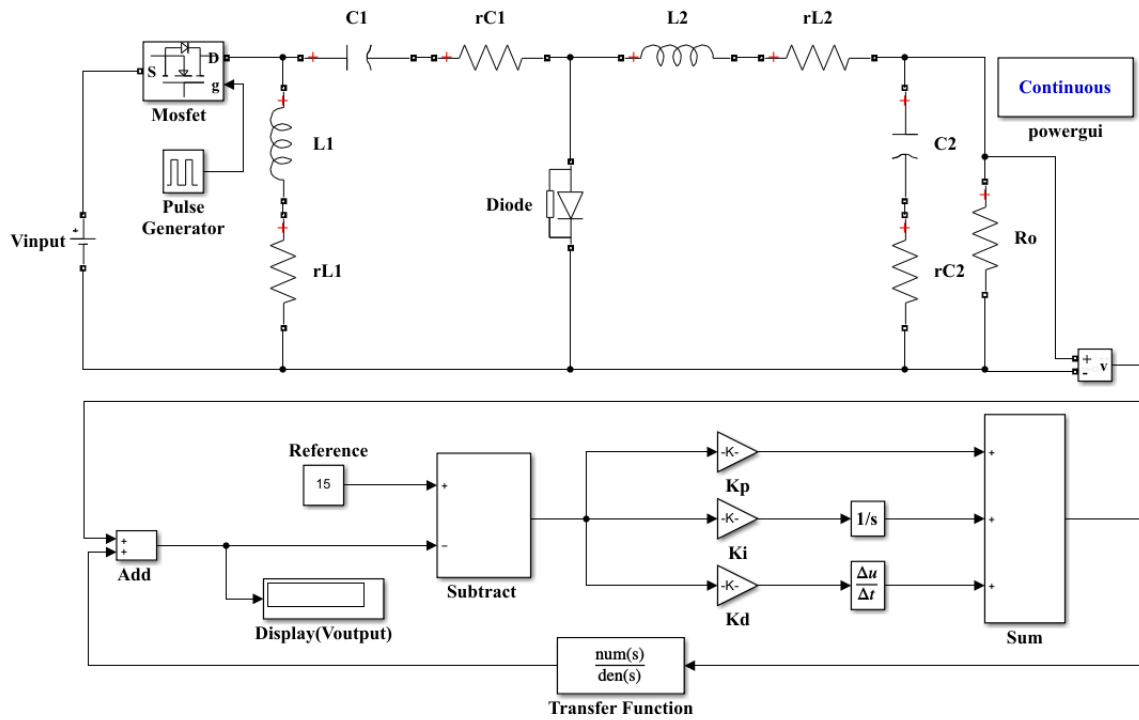 C1
rC1
L2
rL2
S
D
g
Mosfet
Continuous
powergui
L1
C2
Pulse
Generator
Diode
Vinput
+
rL1
rC2
Ro
+
-
v
Reference
15
+
-K-
+
Kp
-K-
1/s
+
Ki
+
+
Add
−
Subtract
-K-
Δu
Δt
+
Kd
Display(Voutput)
Sum
num(s)
den(s)
Transfer Function